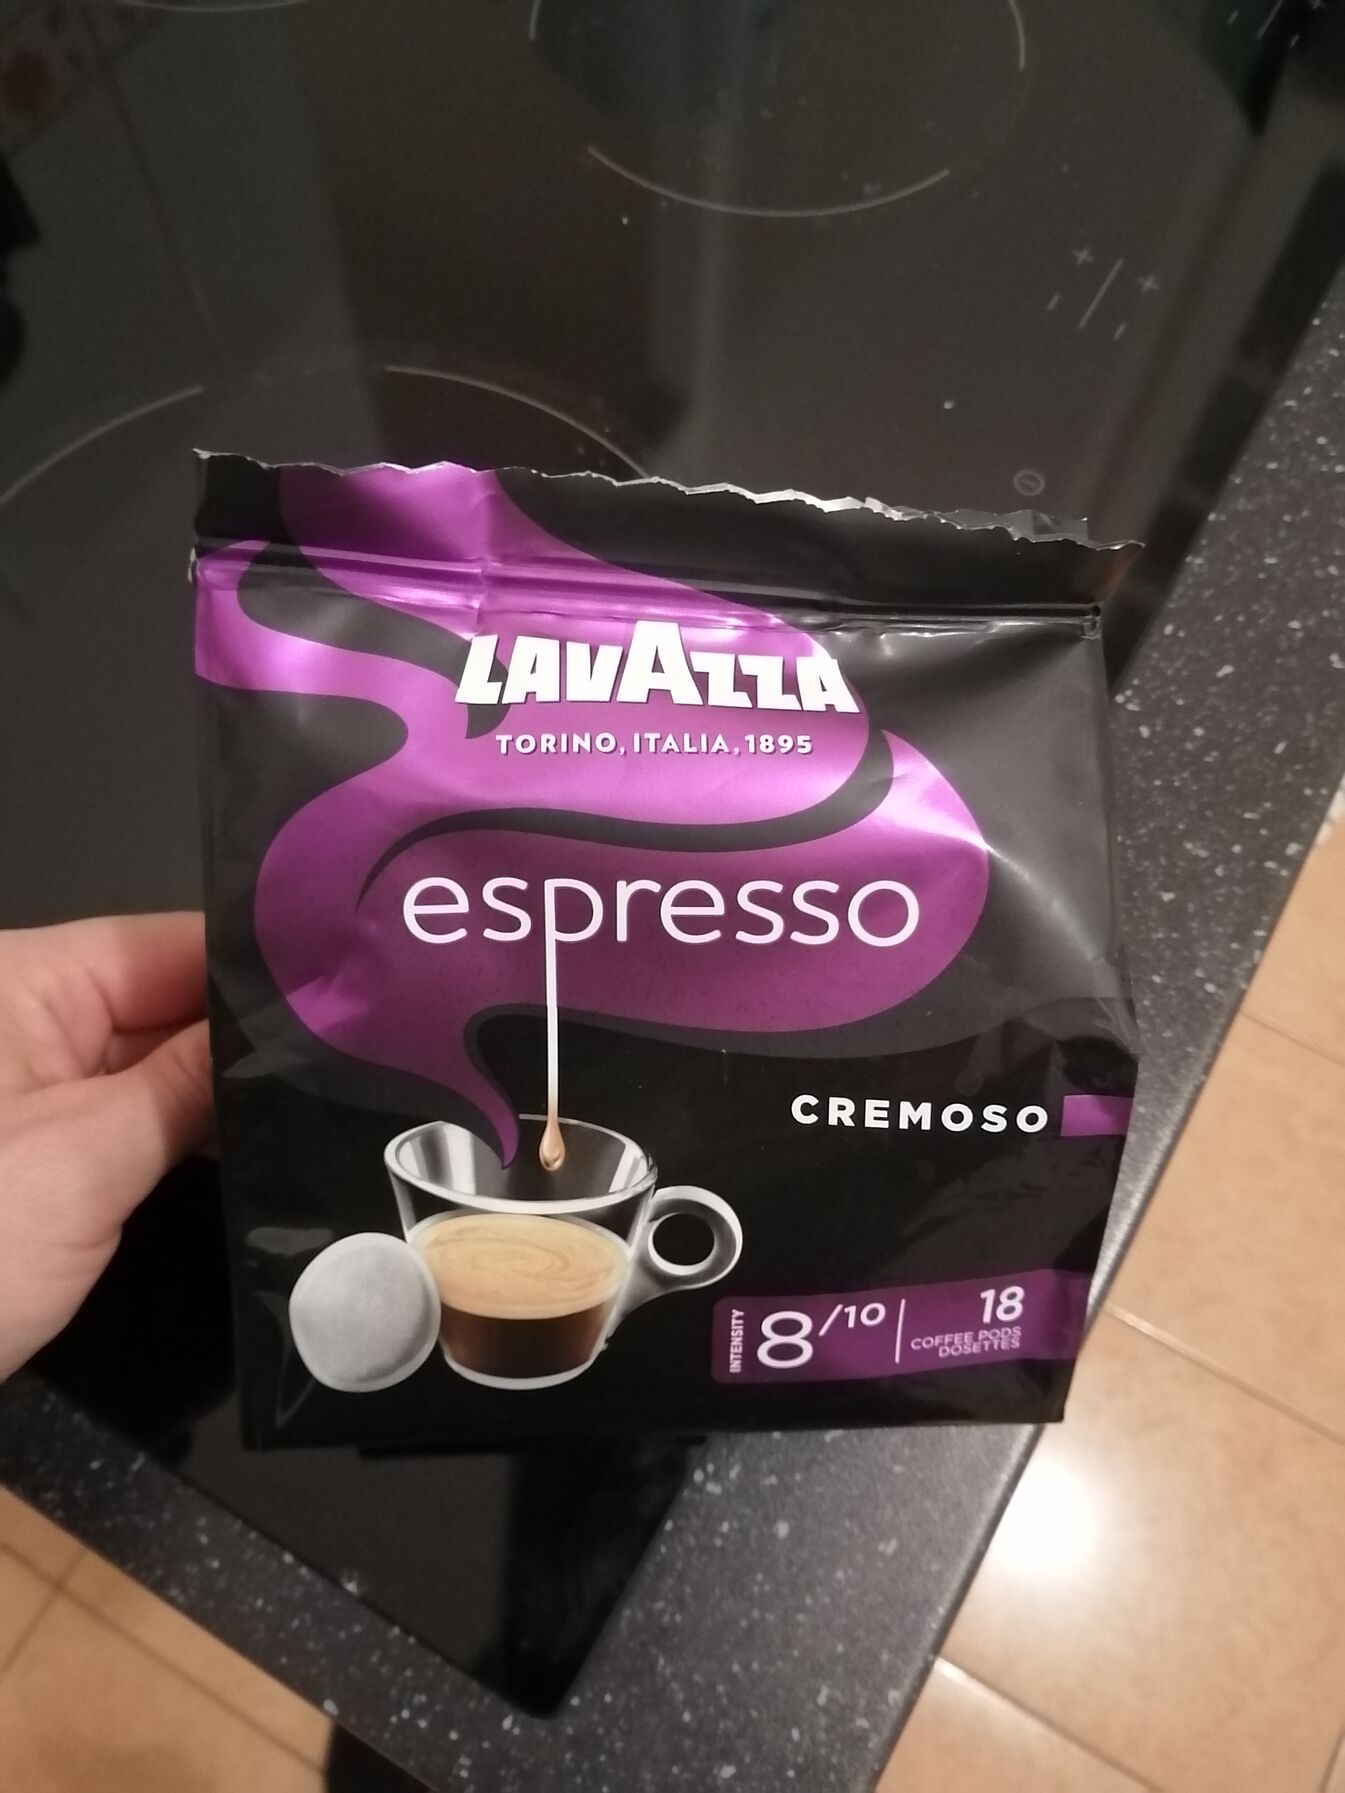 LAVAZZA
TORINO, ITALIA, 1895
espresso
CREMOSO
INTENSITY
8/10
18
COFFEE PODS
DOSETTES